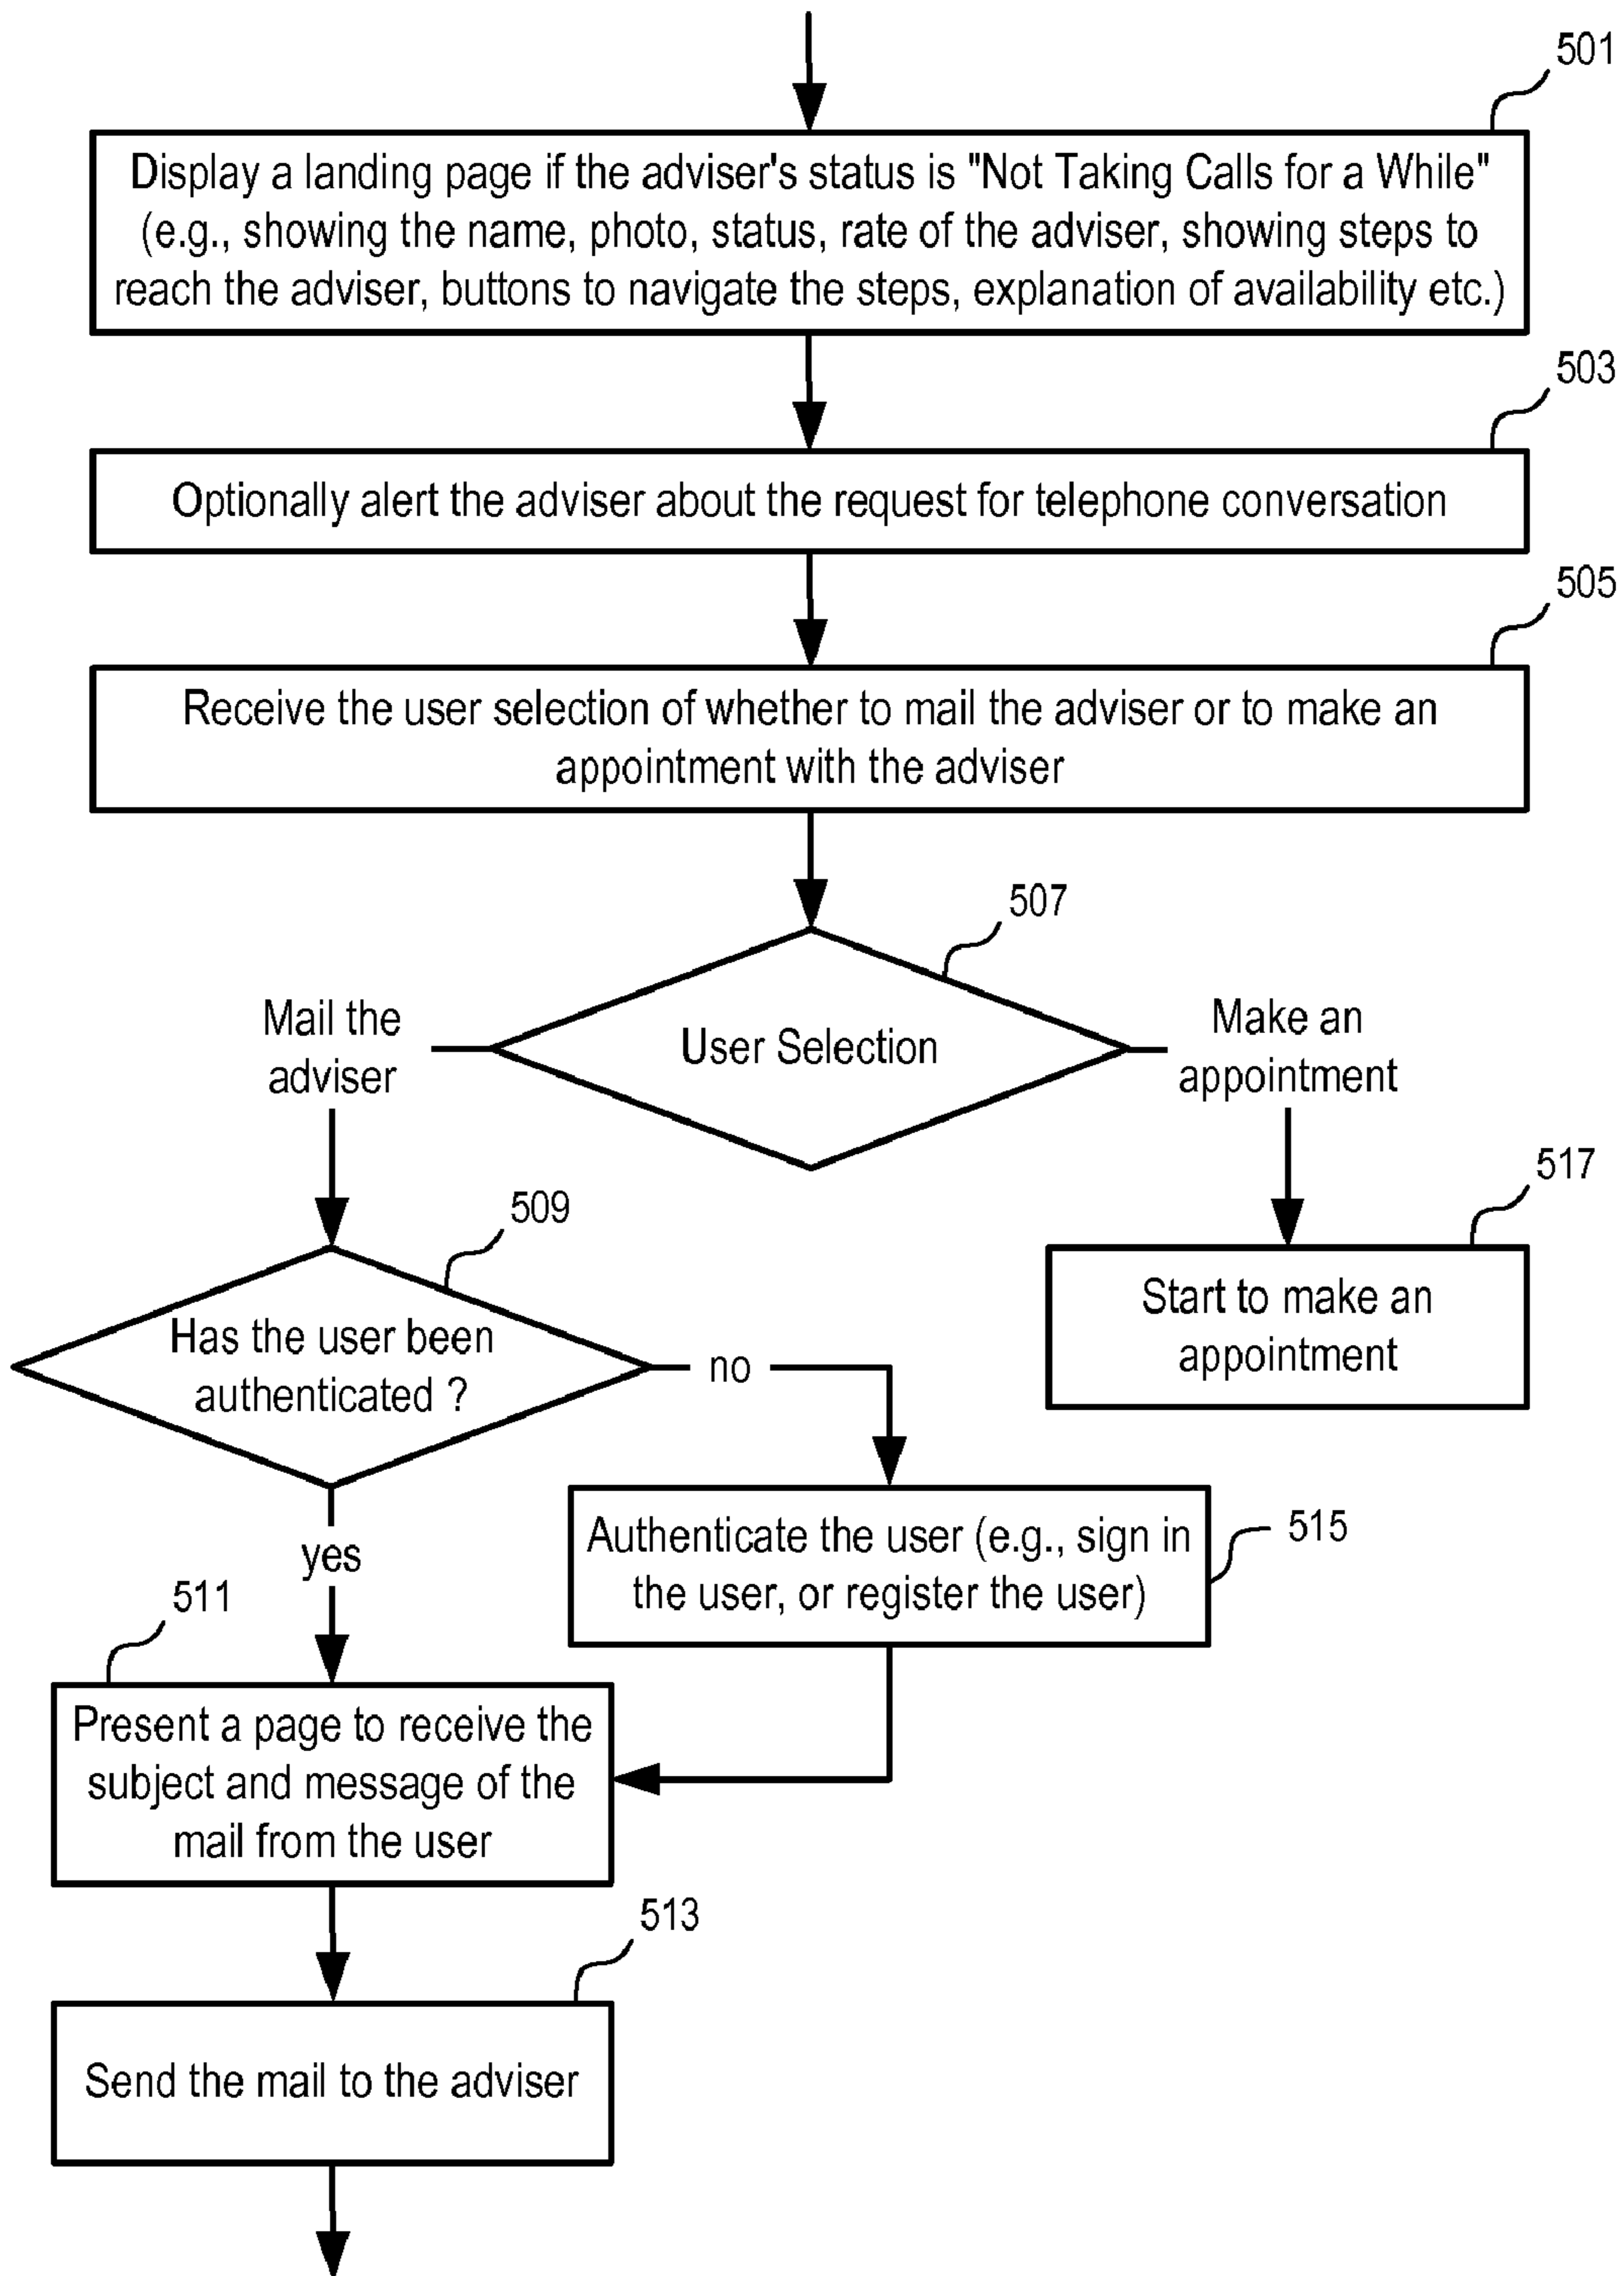 501
Display a landing page if the adviser's status is "Not Taking Calls for a While"
(e.g., showing the name, photo, status, rate of the adviser, showing steps to
reach the adviser, buttons to navigate the steps, explanation of availability etc.)
503
Optionally alert the adviser about the request for telephone conversation
505
Receive the user selection of whether to mail the adviser or to make an
appointment with the adviser
507
User Selection
Mail the
adviser
Make an
appointment
509
Has the user been
authenticated ?
517
Start to make an
appointment
no
yes
515
Authenticate the user (e.g., sign in
the user, or register the user)
511
Present a page to receive the
subject and message of the
mail from the user
513
Send the mail to the adviser